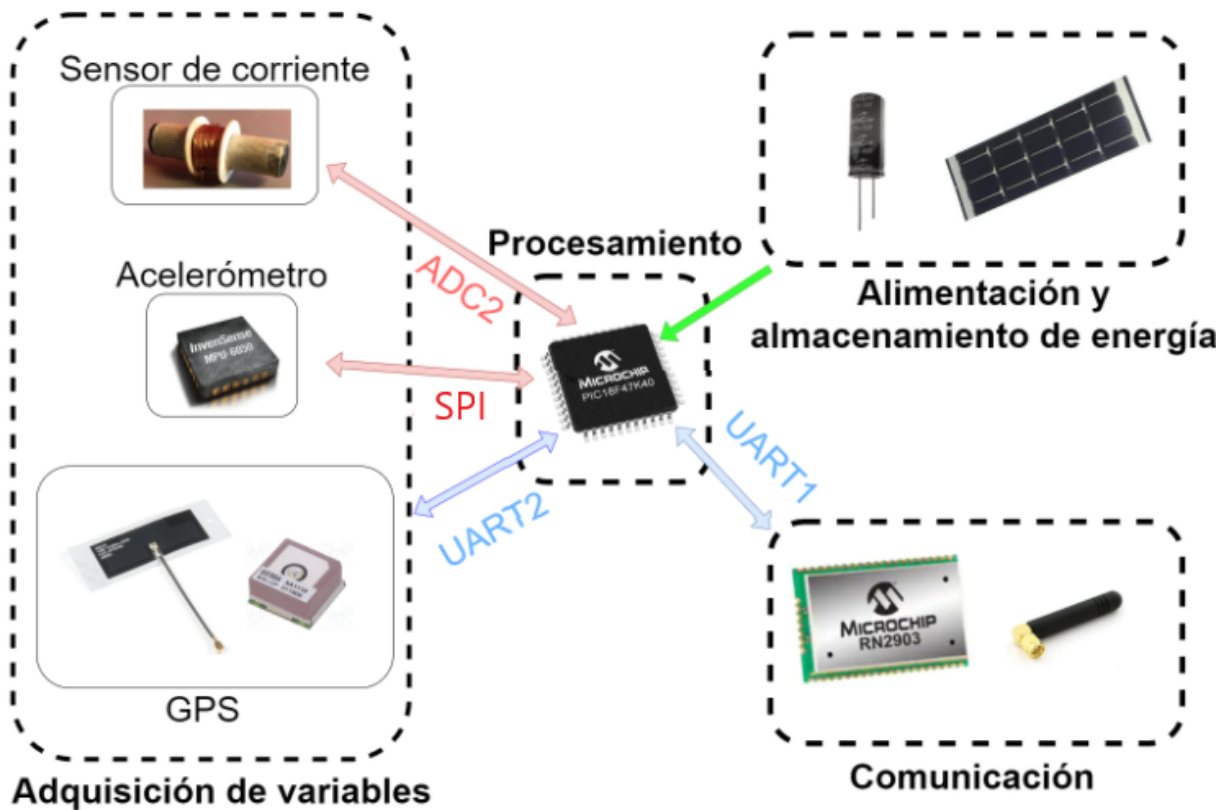 Sensor de corriente
Acelerómetro
InvenSense
MPU-6050
GPS
Adquisición de variables
ADC2
SPI
UART2
Procesamiento
MICROCHIP
PIC18F47K40
UART1
Alimentación y
almacenamiento de energía
MICROCHIP
RN2903
Comunicación